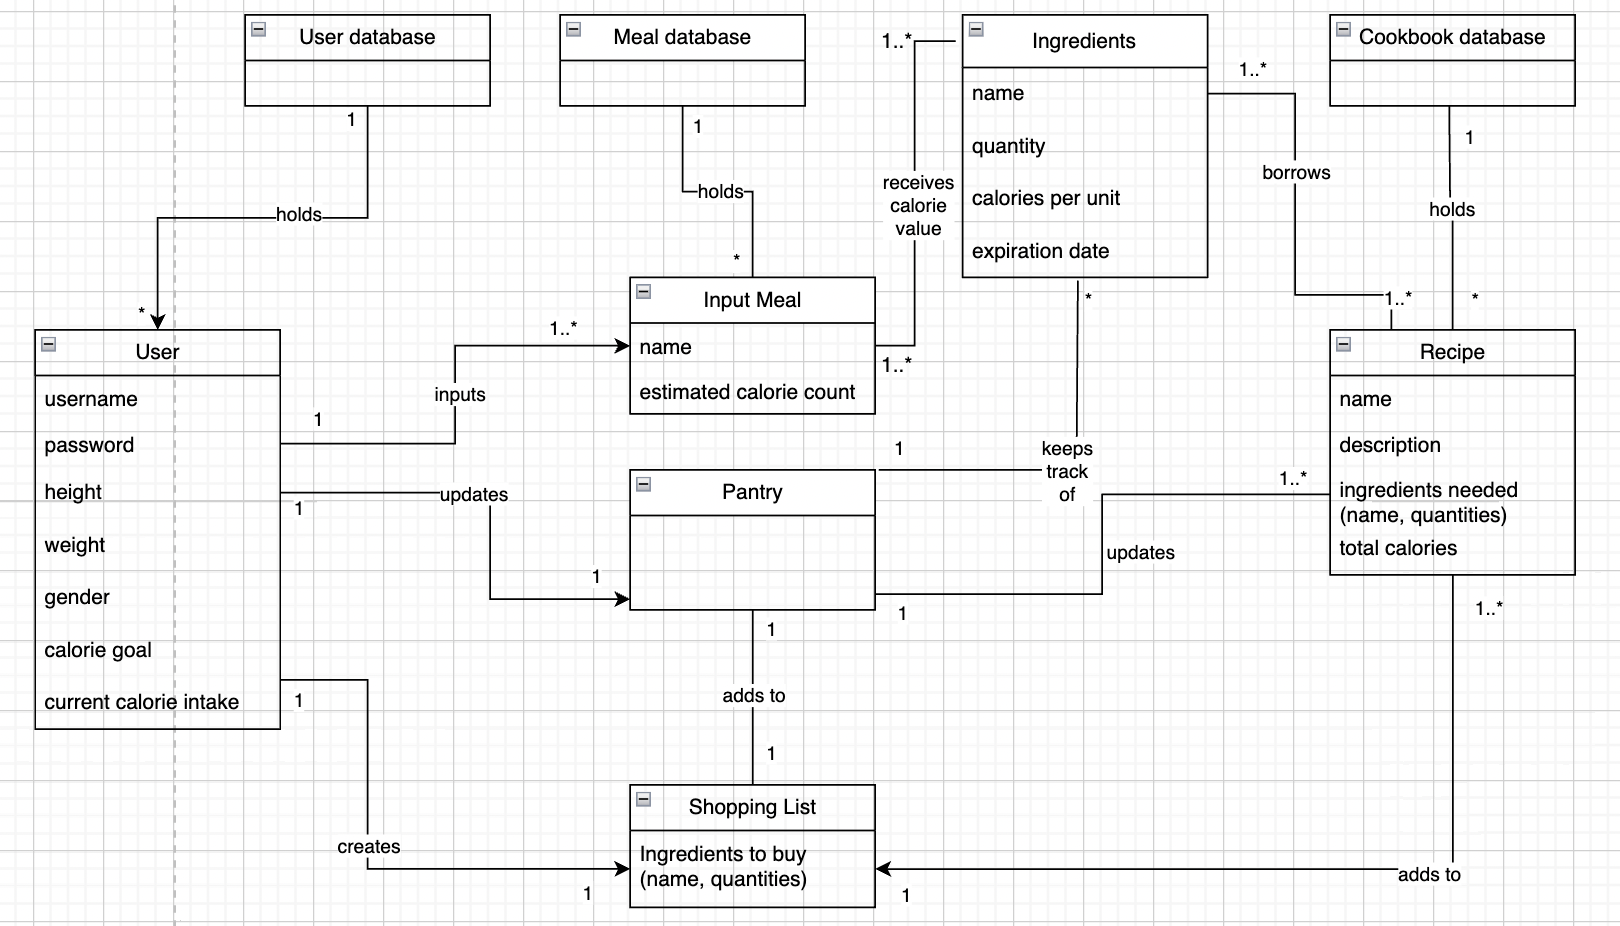 User database
Meal database
Ingredients
Cookbook database
1..*
1..*
name
quantity
calories per unit
expiration date
1
1
1
receives
calorie
value
borrows
holds
holds
holds
*
*
*
1..*
*
User
username
password
height
weight
gender
calorie goal
current calorie intake
1..*
inputs
1
Input Meal
name
estimated calorie count
1..*
Recipe
name
description
ingredients needed
(name, quantities)
total calories
1
keeps
track
of
1..*
updates
1
1
Pantry
updates
1
1..*
1
adds to
1
1
creates
1
Shopping List
Ingredients to buy
(name, quantities)
1
adds to